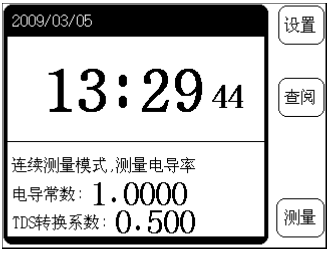 2009/03/05
设置
13:29 44
查阅
连续测量模式,测量电导率
电导常数: 1.0000
TDS转换系数: 0.500
测量